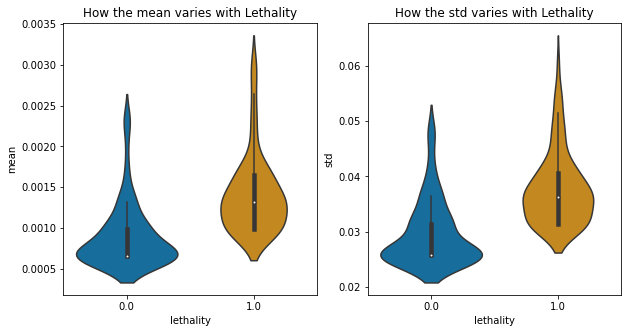 How the mean varies with Lethality
mean
0.0035
0.0030
0.0025
0.0020
0.0015
0.0010
0.0005
0.0
1.0
lethality
How the std varies with Lethality
std
0.06
0.05
0.04
0.03
0.02
0.0
1.0
lethality